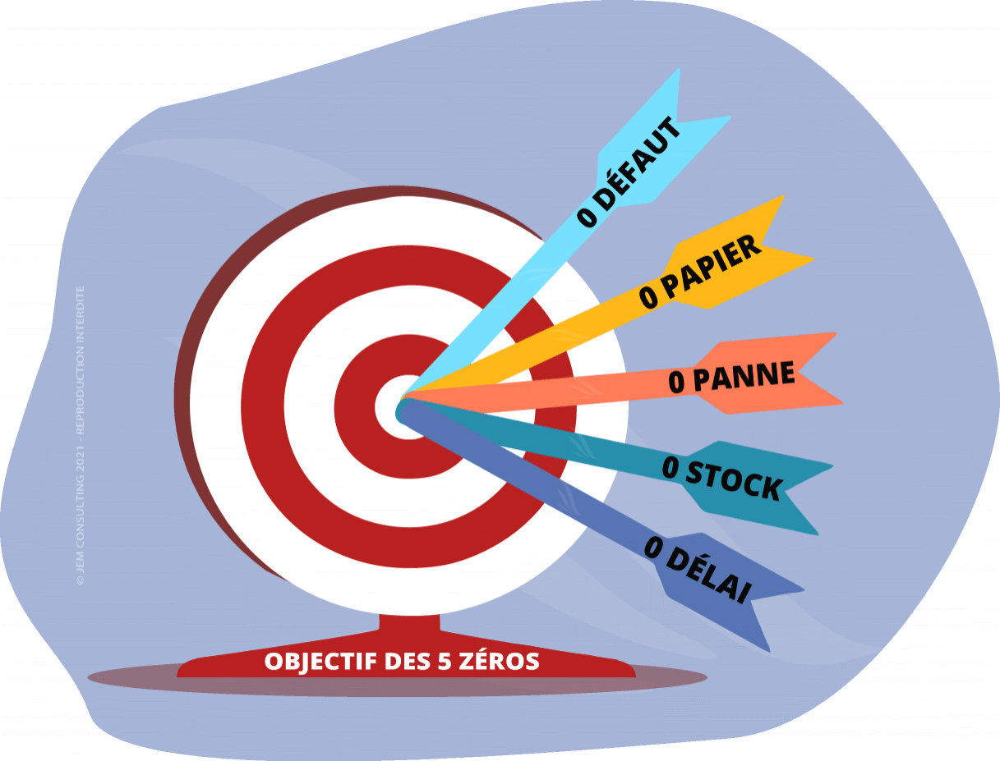 0 DÉFAUT
0 PAPIER
0 PANNE
0 STOCK
0 DÉLAI
OBJECTIF DES 5 ZÉROS
© JEM CONSULTING 2021 - REPRODUCTION INTERDITE